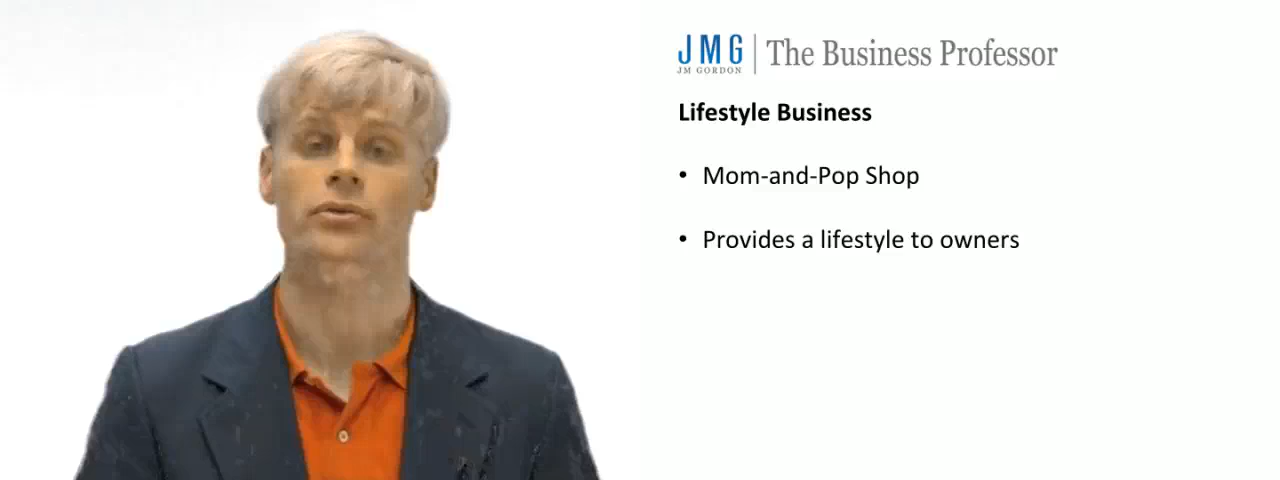 JMG | The Business Professor
JM GORDON
Lifestyle Business
• Mom-and-Pop Shop
• Provides a lifestyle to owners